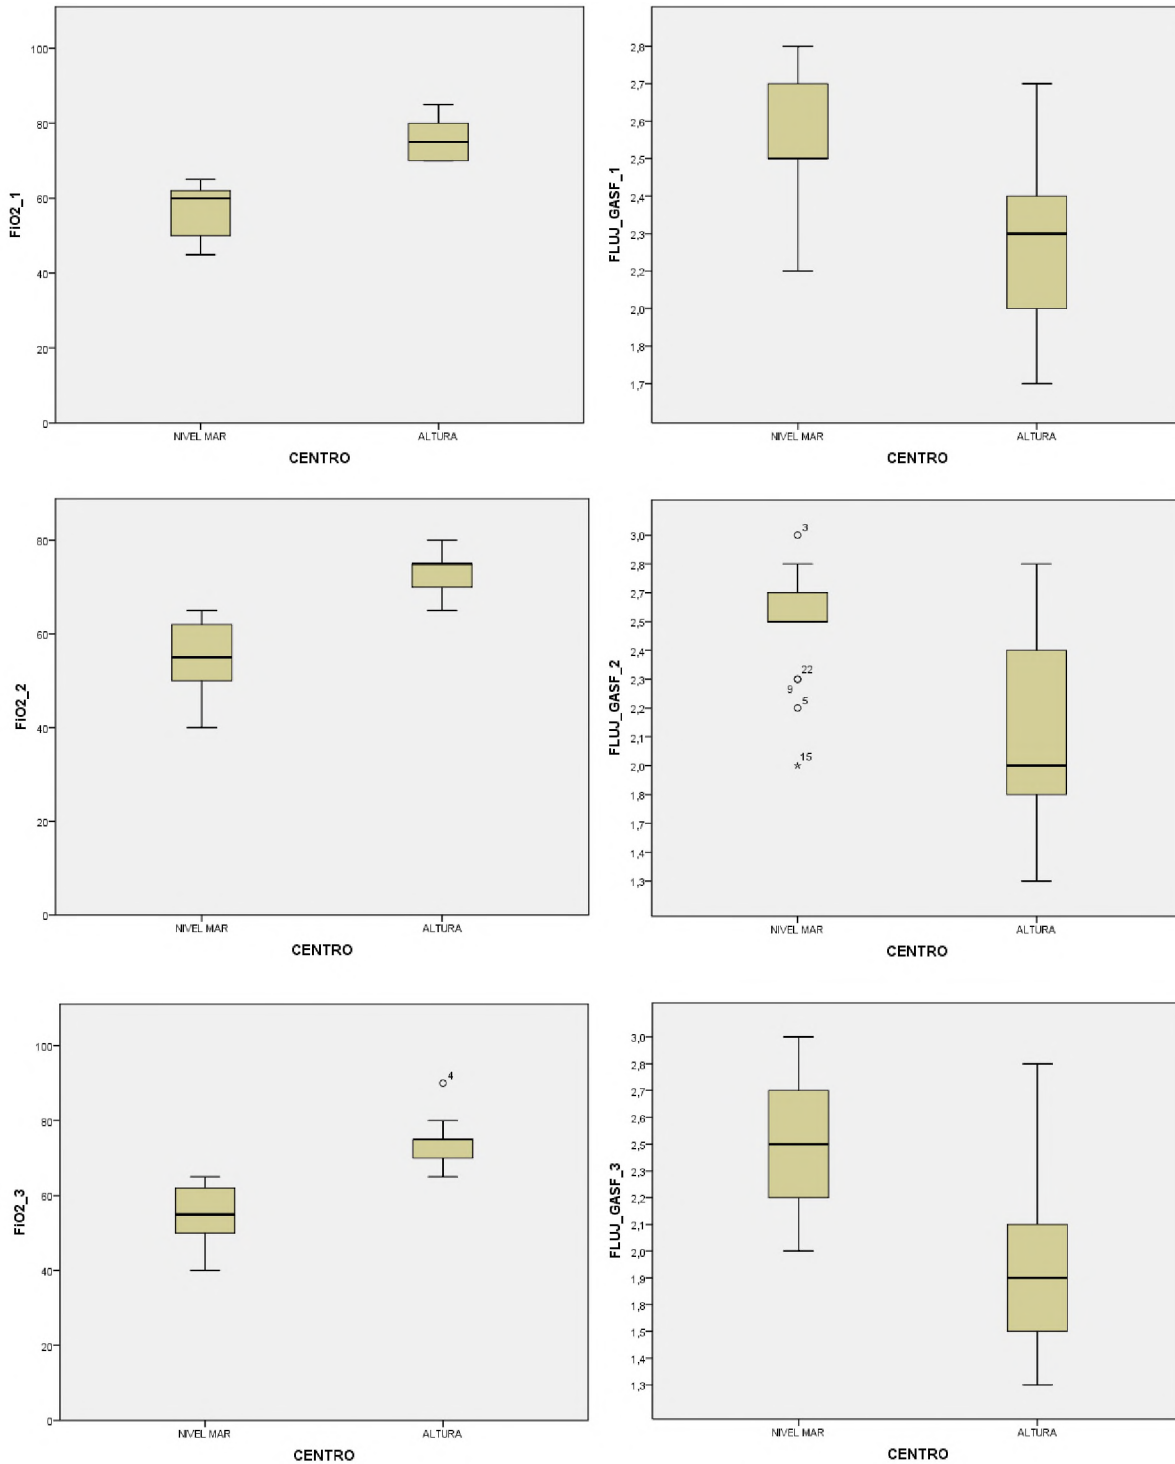 100
80
60
40
20
0
FiO2_1
NIVEL MAR
ALTURA
CENTRO
2,8
2,7
2,6
2,5
2,4
2,3
2,2
2,0
1,8
1,7
FLUJ_GASF_1
NIVEL MAR
ALTURA
CENTRO
80
60
40
20
0
FiO2_2
NIVEL MAR
ALTURA
CENTRO
3,0
2,8
2,7
2,5
2,4
2,3
2,2
2,1
2,0
1,8
1,7
1,4
1,3
FLUJ_GASF_2
3
22
9
5
15
NIVEL MAR
ALTURA
CENTRO
100
80
60
40
20
0
FiO2_3
4
NIVEL MAR
ALTURA
CENTRO
3,0
2,8
2,7
2,6
2,5
2,3
2,2
2,1
2,0
1,9
1,8
1,5
1,4
1,3
FLUJ_GASF_3
NIVEL MAR
ALTURA
CENTRO